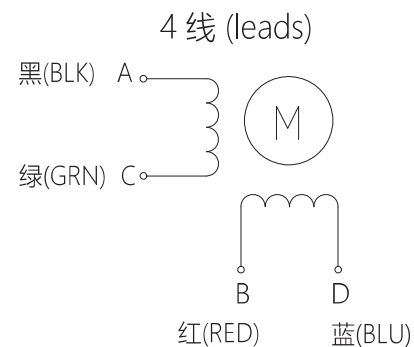 4 线 (leads)
黑(BLK) A
M
绿(GRN) C
B D
红(RED) 蓝(BLU)